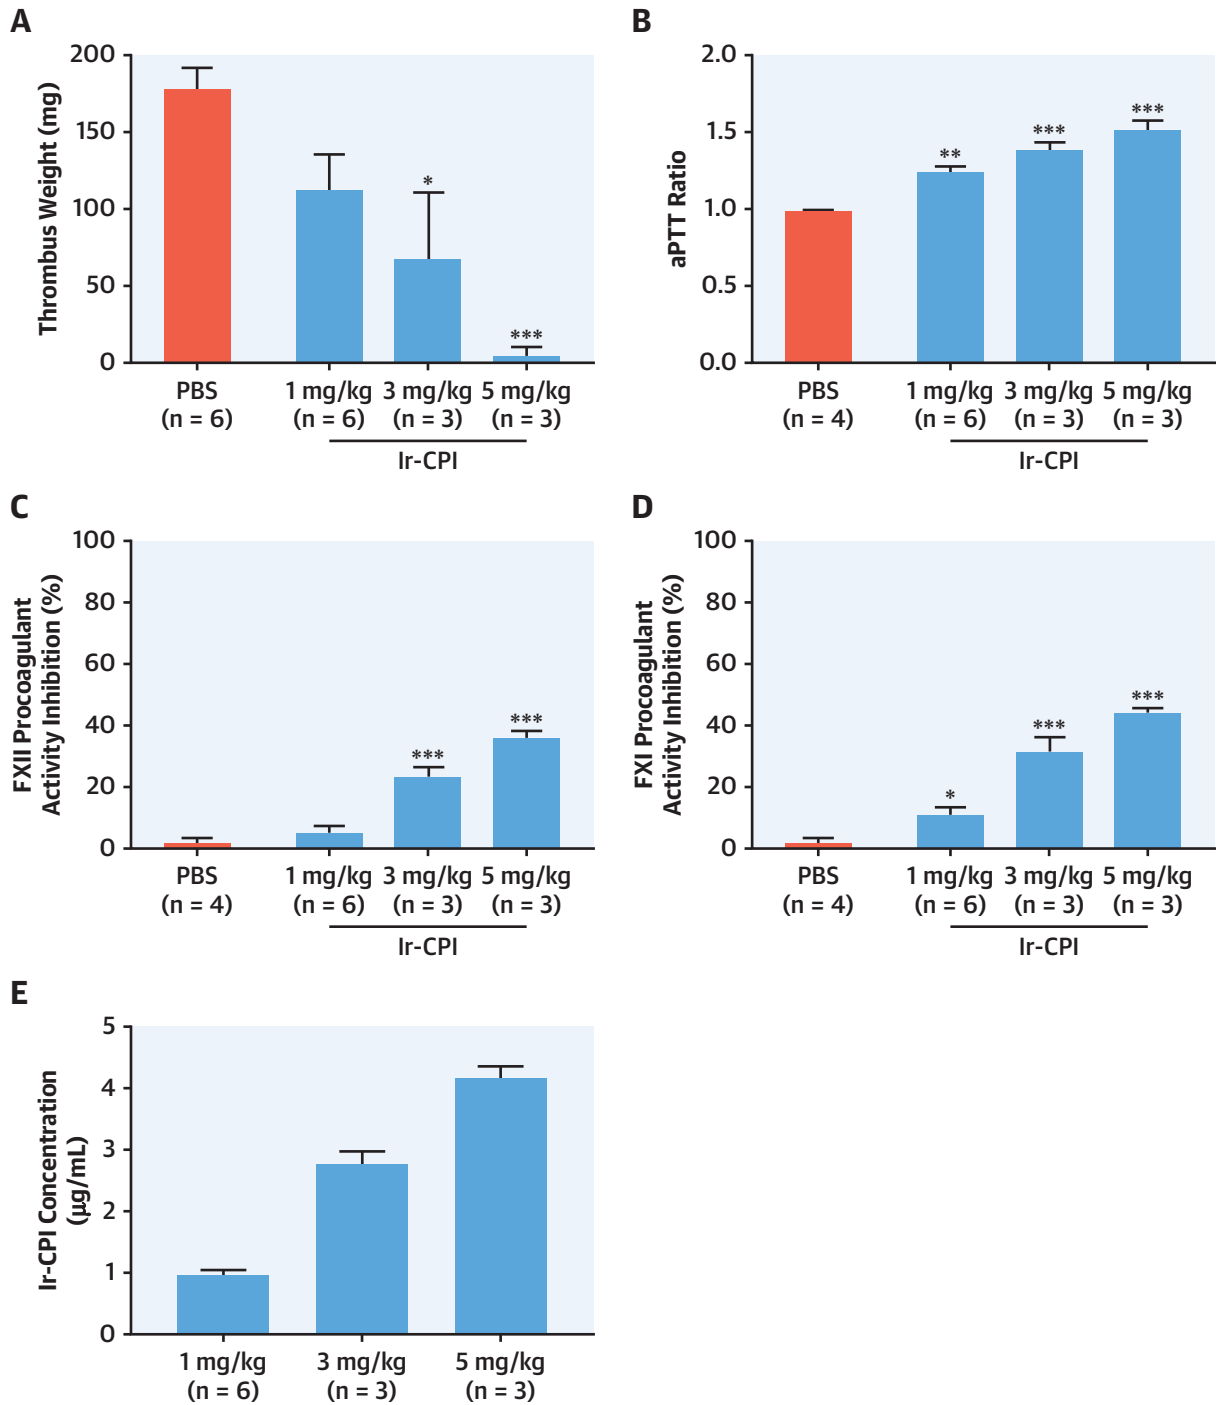 A
Thrombus Weight (mg)
200
150
100
50
0
*
***
PBS
(n = 6)
1 mg/kg
(n = 6)
3 mg/kg
(n = 3)
5 mg/kg
(n = 3)
Ir-CPI
B
aPTT Ratio
2.0
1.5
1.0
0.5
0.0
**
***
***
PBS
(n = 4)
1 mg/kg
(n = 6)
3 mg/kg
(n = 3)
5 mg/kg
(n = 3)
Ir-CPI
C
FXII Procoagulant
Activity Inhibition (%)
100
80
60
40
20
0
***
***
PBS
(n = 4)
1 mg/kg
(n = 6)
3 mg/kg
(n = 3)
5 mg/kg
(n = 3)
Ir-CPI
D
FXI Procoagulant
Activity Inhibition (%)
100
80
60
40
20
0
*
***
***
PBS
(n = 4)
1 mg/kg
(n = 6)
3 mg/kg
(n = 3)
5 mg/kg
(n = 3)
Ir-CPI
E
Ir-CPI Concentration
(μg/mL)
5
4
3
2
1
0
1 mg/kg
(n = 6)
3 mg/kg
(n = 3)
5 mg/kg
(n = 3)